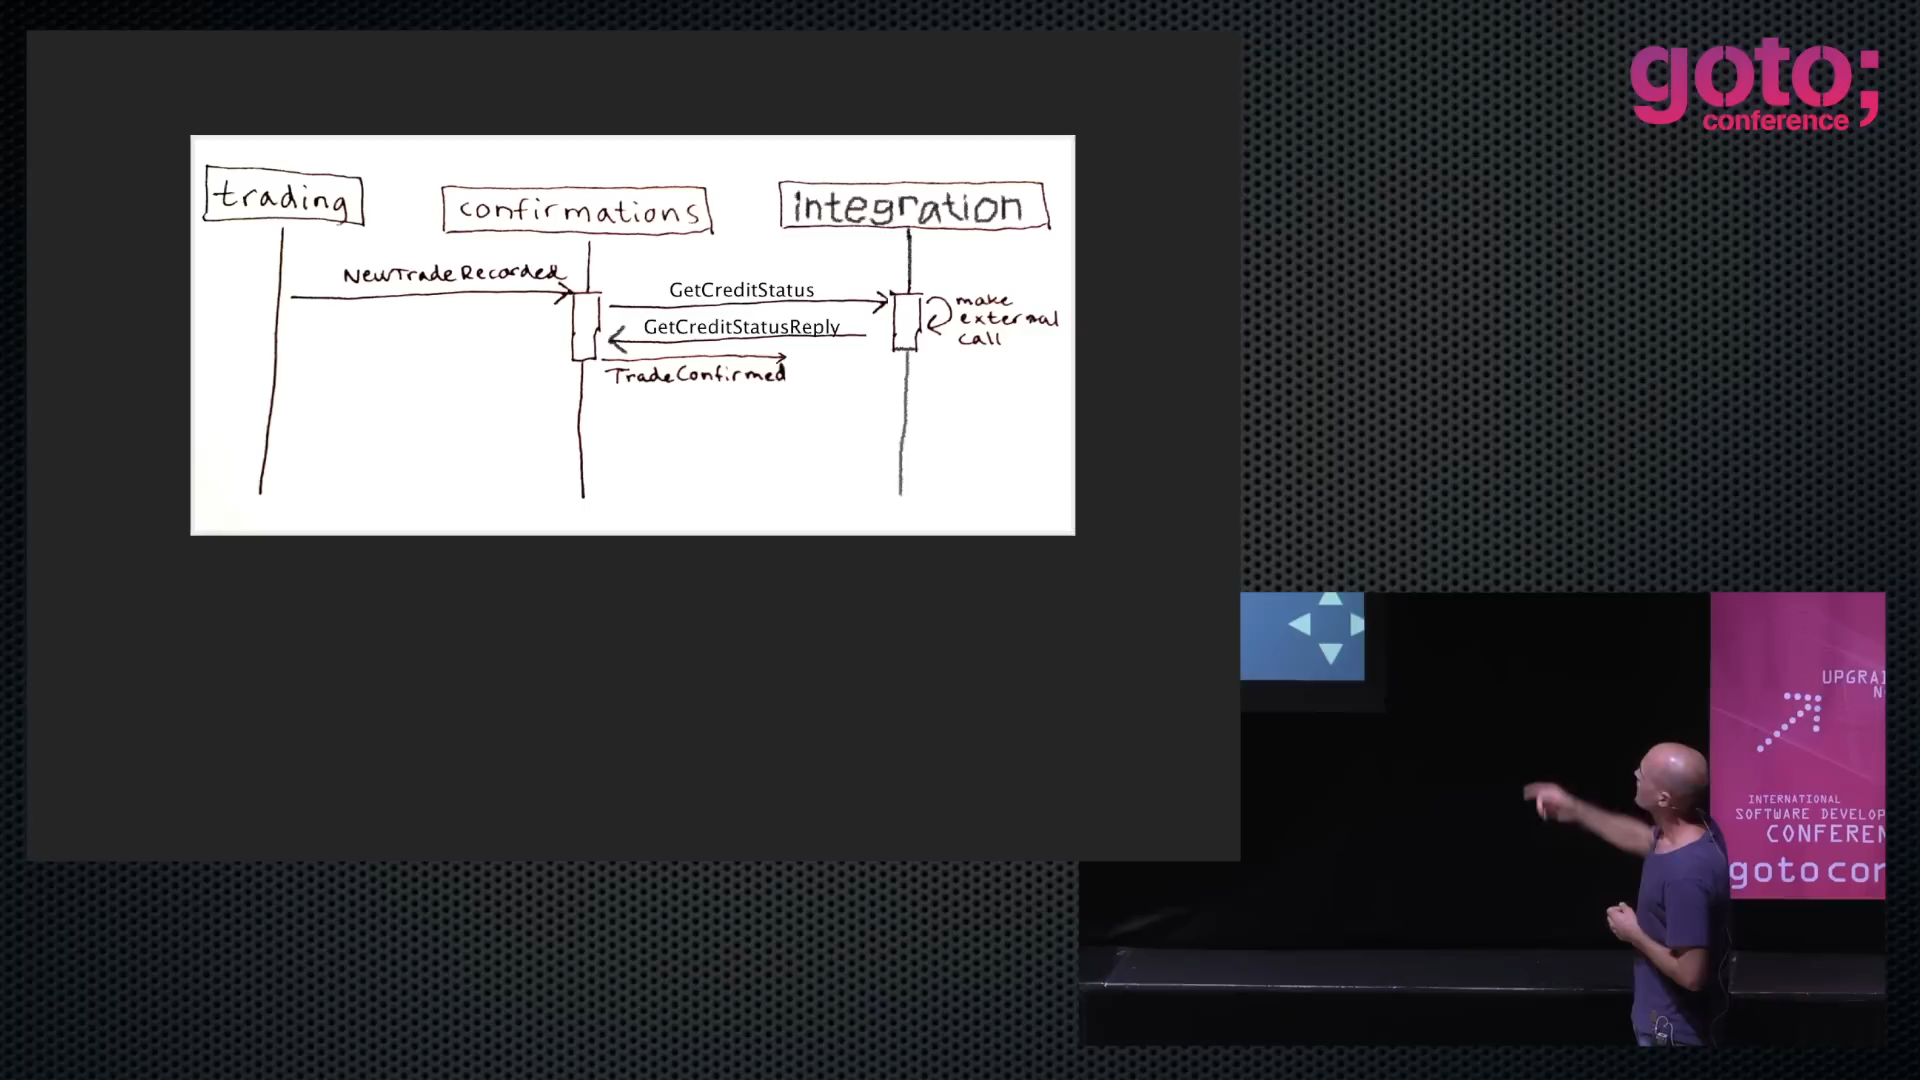 goto;
conference
trading
confirmations
Integration
NewTradeRecorded
GetCreditStatus
make
external
call
GetCreditStatusReply
TradeConfirmed
UPGRA
N
INTERNATIONAL
SOFTWARE DEVELOP
CONFEREN
gotocon